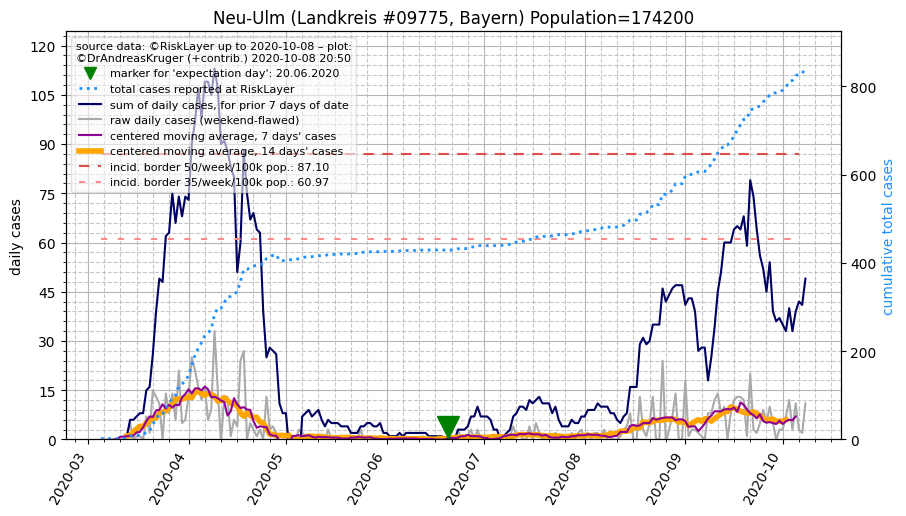 Neu-Ulm (Landkreis #09775, Bayern) Population=174200
source data: ©RiskLayer up to 2020-10-08 – plot:
©DrAndreasKruger (+contrib.) 2020-10-08 20:50
marker for 'expectation day': 20.06.2020
total cases reported at RiskLayer
sum of daily cases, for prior 7 days of date
raw daily cases (weekend-flawed)
centered moving average, 7 days' cases
centered moving average, 14 days' cases
incid. border 50/week/100k pop.: 87.10
incid. border 35/week/100k pop.: 60.97
daily cases
120
105
90
75
60
45
30
15
0
cumulative total cases
800
600
400
200
0
2020-03
2020-04
2020-05
2020-06
2020-07
2020-08
2020-09
2020-10